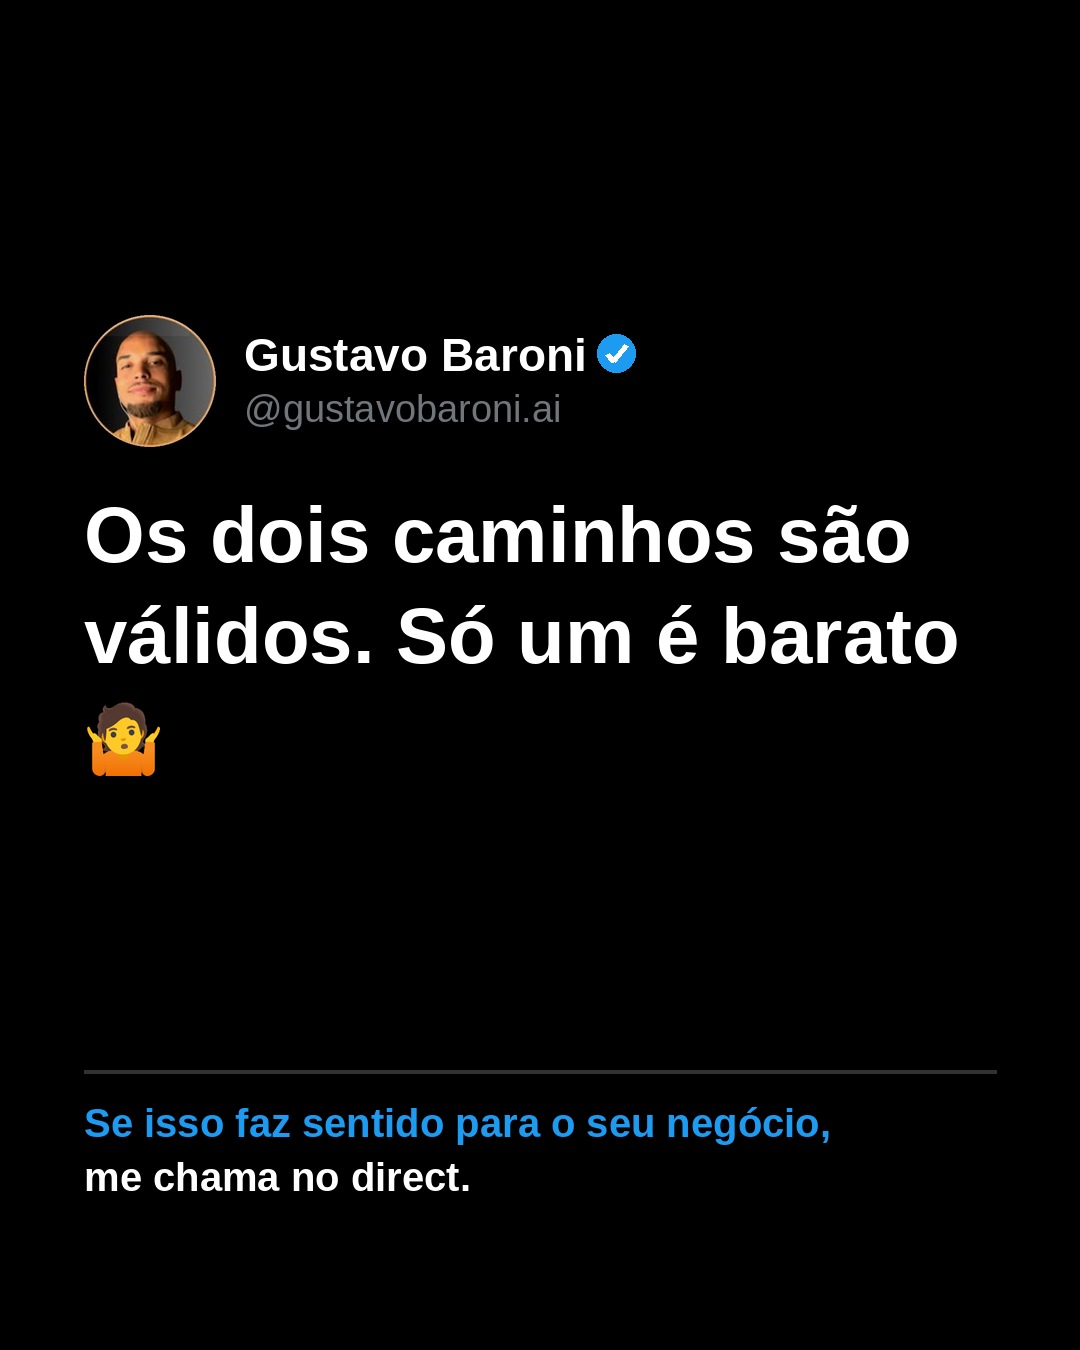 Gustavo Baroni
@gustavobaroni.ai
Os dois caminhos são
válidos. Só um é barato
🤷
Se isso faz sentido para o seu negócio,
me chama no direct.